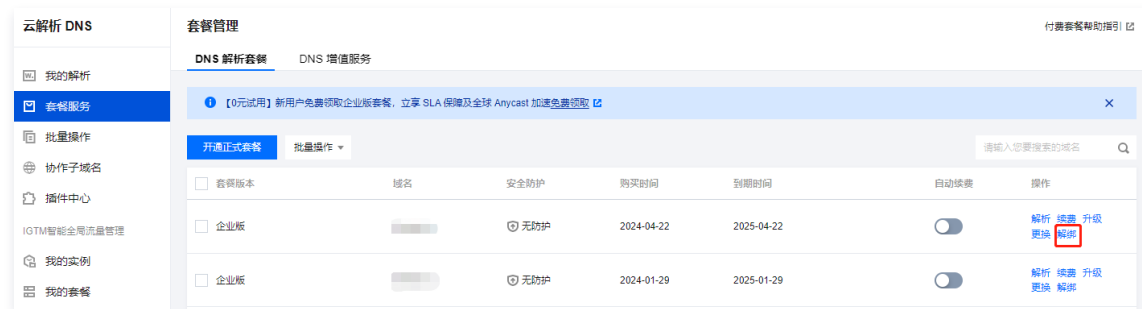 云解析 DNS
我的解析
套餐服务
批量操作
协作子域名
插件中心
IGTM智能全局流量管理
我的实例
我的套餐
套餐管理
付费套餐帮助指引
DNS 解析套餐 DNS 增值服务
【0元试用】新用户免费领取企业版套餐，立享 SLA 保障及全球 Anycast 加速免费领取
开通正式套餐 批量操作
请输入您要搜索的域名
套餐版本 域名 安全防护 购买时间 到期时间 自动续费 操作
企业版 无防护 2024-04-22 2025-04-22 解析 续费 升级
更换 解绑
企业版 无防护 2024-01-29 2025-01-29 解析 续费 升级
更换 解绑